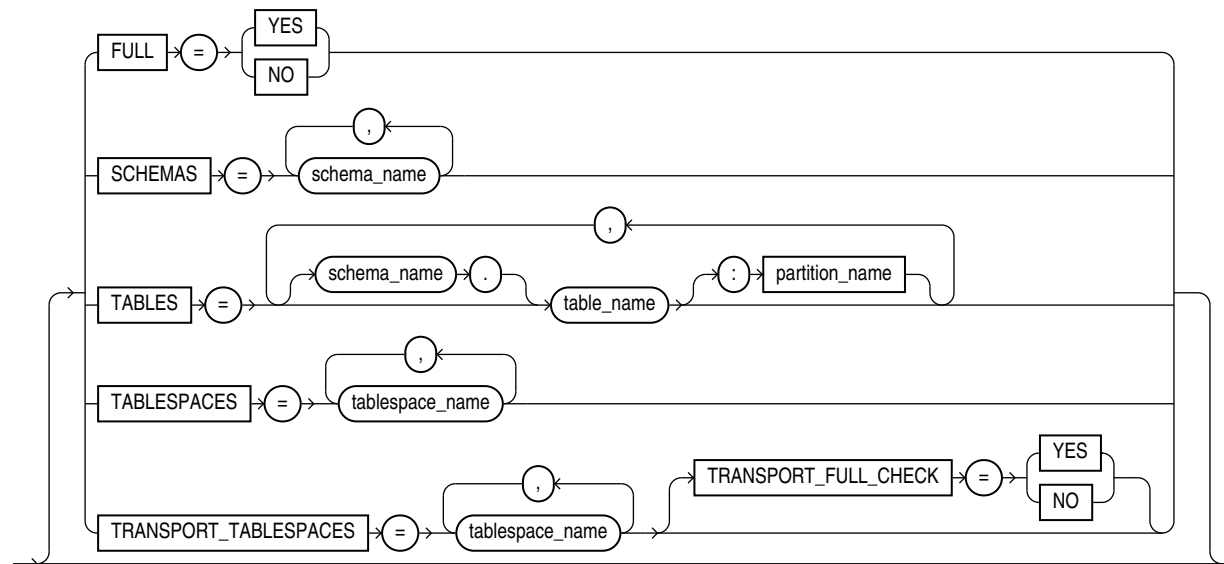 YES
FULL =
NO
,
SCHEMAS = schema_name
,
schema_name . : partition_name
TABLES = table_name
,
TABLESPACES = tablespace_name
YES
, TRANSPORT_FULL_CHECK =
NO
TRANSPORT_TABLESPACES = tablespace_name